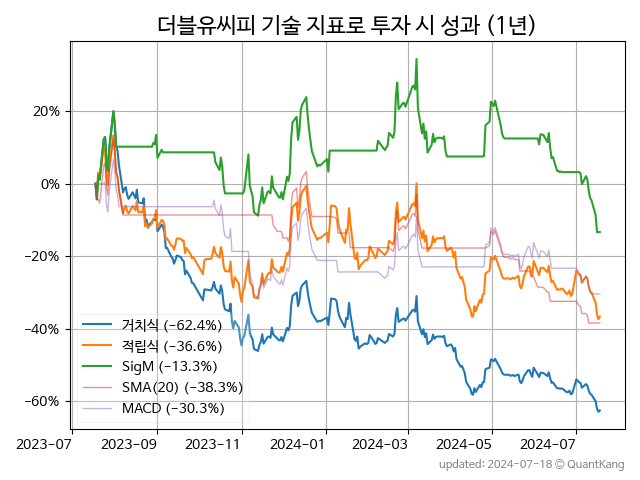 더블유씨피 기술 지표로 투자 시 성과 (1년)
20%
0%
−20%
−40%
−60%
거치식 (−62.4%)
적립식 (−36.6%)
SigM (−13.3%)
SMA(20) (−38.3%)
MACD (−30.3%)
2023-07 2023-09 2023-11 2024-01 2024-03 2024-05 2024-07
updated: 2024-07-18 © QuantKang